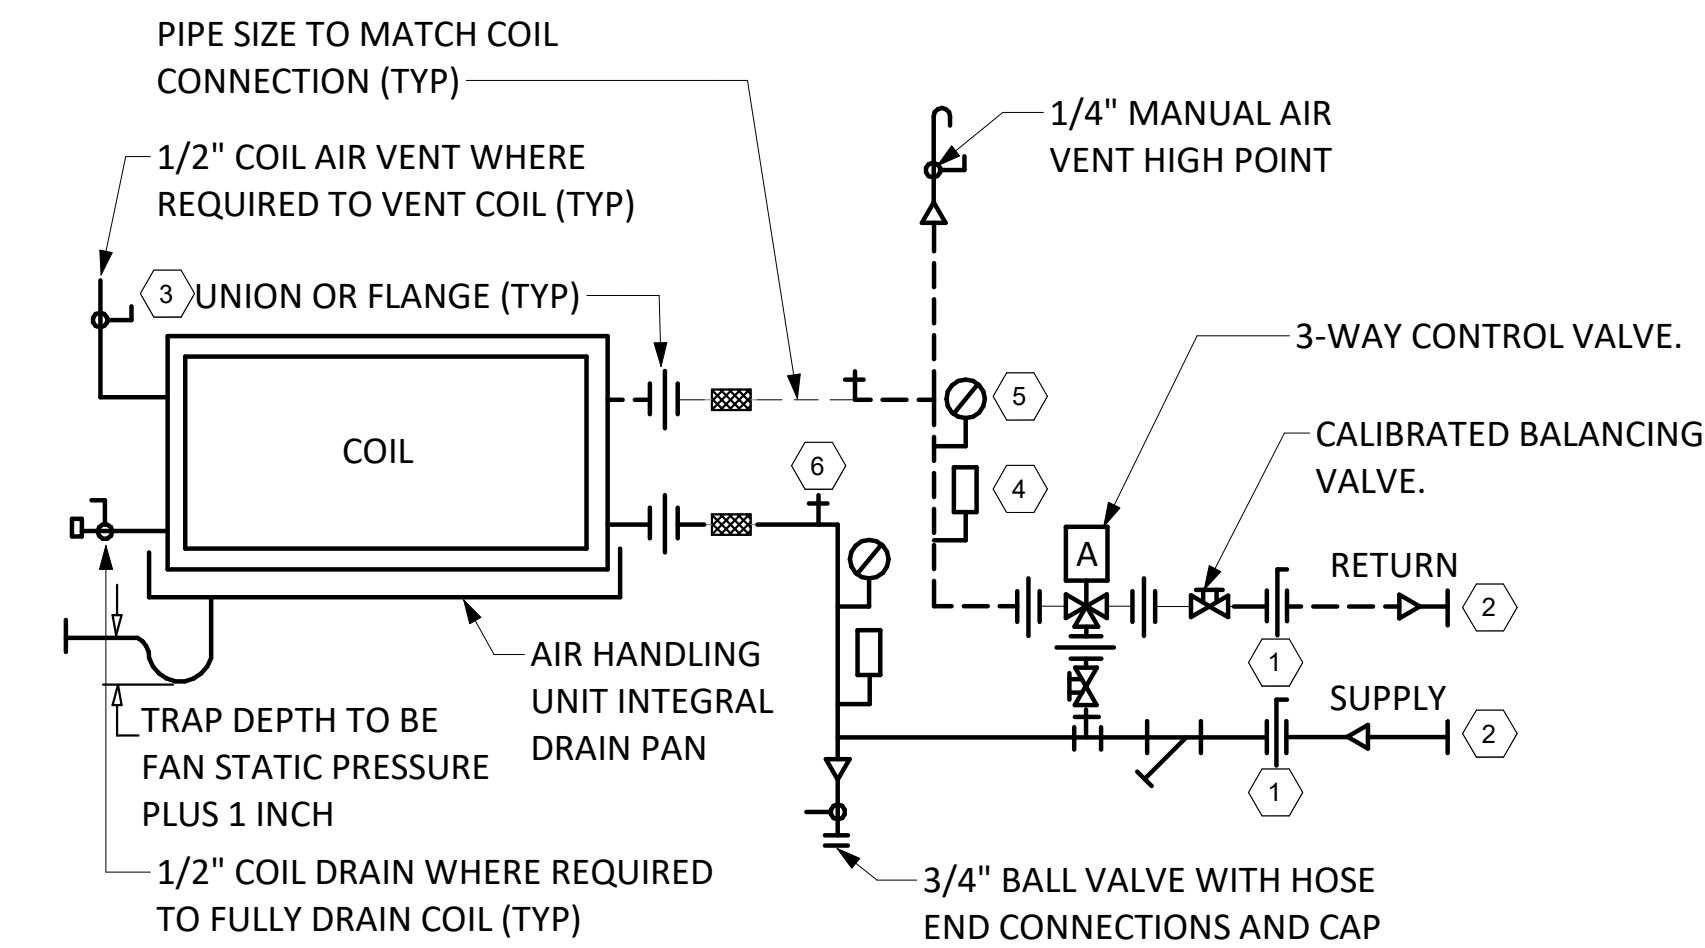 PIPE SIZE TO MATCH COIL
CONNECTION (TYP)
1/4" MANUAL AIR
VENT HIGH POINT
1/2" COIL AIR VENT WHERE
REQUIRED TO VENT COIL (TYP)
3
UNION OR FLANGE (TYP)
3-WAY CONTROL VALVE.
5
CALIBRATED BALANCING
VALVE.
COIL
6
4
A
RETURN
2
1
AIR HANDLING
UNIT INTEGRAL
DRAIN PAN
SUPPLY
2
1
TRAP DEPTH TO BE
FAN STATIC PRESSURE
PLUS 1 INCH
1/2" COIL DRAIN WHERE REQUIRED
TO FULLY DRAIN COIL (TYP)
3/4" BALL VALVE WITH HOSE
END CONNECTIONS AND CAP